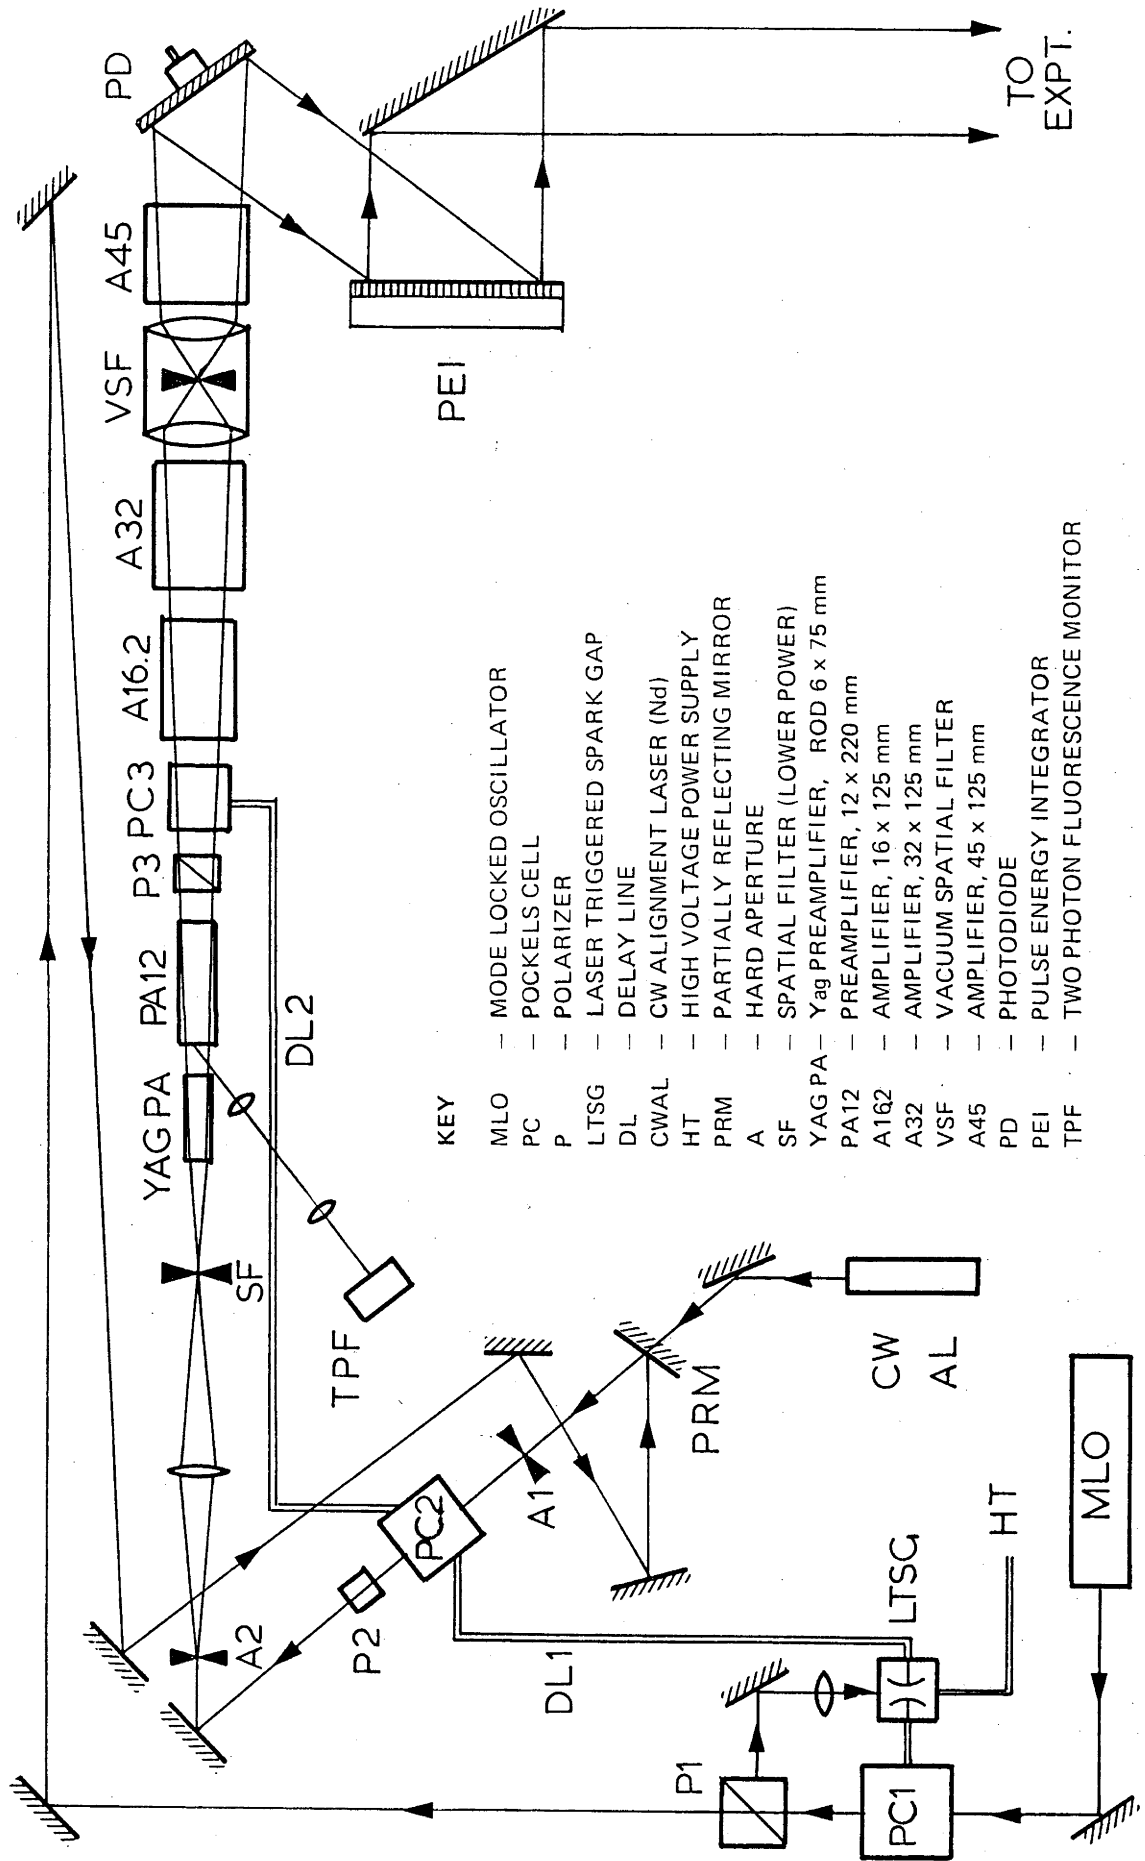 PD
A45
VSF
A32
A16.2
PC3
P3
PA12
YAG PA
SF
A2
DL2
TPF
PEI
TO
EXPT.
PC2
P2
A1
PRM
CW
AL
DL1
LTSG
HT
MLO
P1
PC1
KEY
MLO – MODE LOCKED OSCILLATOR
PC – POCKELS CELL
P – POLARIZER
LTSG – LASER TRIGGERED SPARK GAP
DL – DELAY LINE
CWAL – CW ALIGNMENT LASER (Nd)
HT – HIGH VOLTAGE POWER SUPPLY
PRM – PARTIALLY REFLECTING MIRROR
A – HARD APERTURE
SF – SPATIAL FILTER (LOWER POWER)
YAG PA – Yag PREAMPLIFIER, ROD 6 x 75 mm
PA12 – PREAMPLIFIER, 12 x 220 mm
A16.2 – AMPLIFIER, 16 x 125 mm
A32 – AMPLIFIER, 32 x 125 mm
VSF – VACUUM SPATIAL FILTER
A45 – AMPLIFIER, 45 x 125 mm
PD – PHOTODIODE
PEI – PULSE ENERGY INTEGRATOR
TPF – TWO PHOTON FLUORESCENCE MONITOR